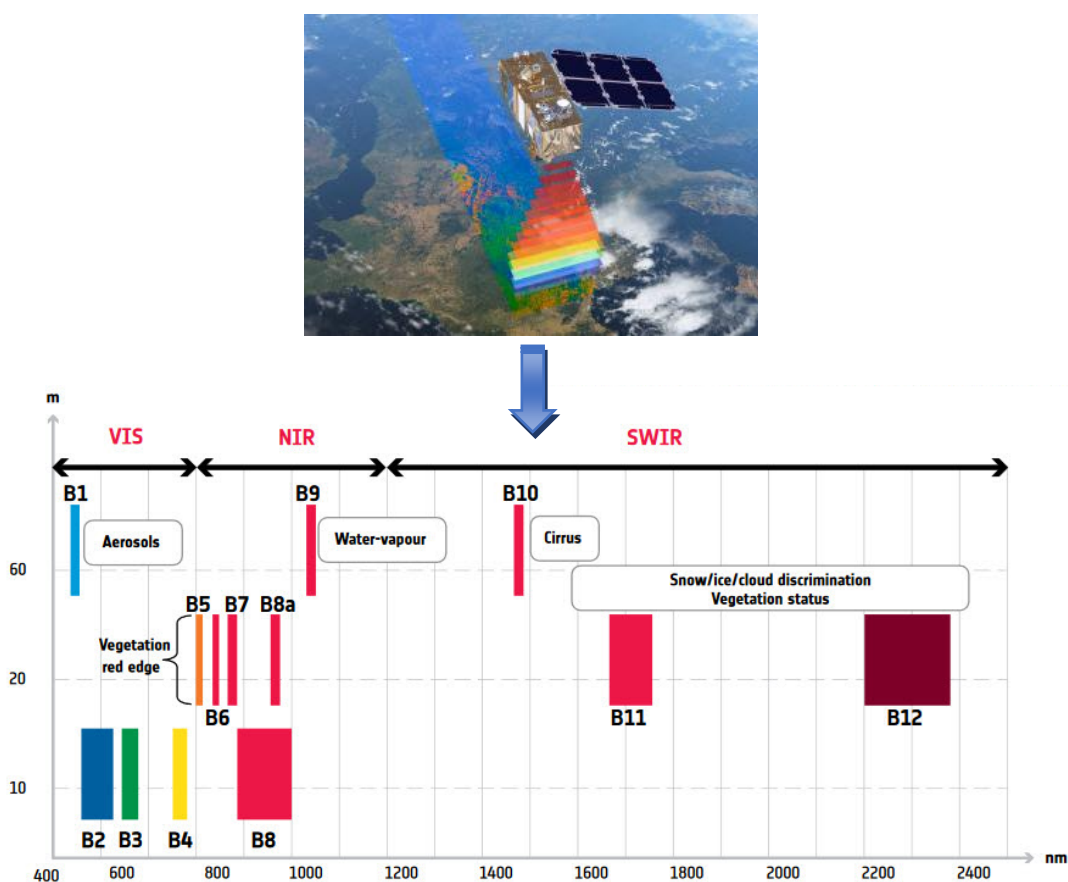 m
VIS NIR SWIR
B1 B9 B10
Aerosols Water-vapour Cirrus
60
Snow/ice/cloud discrimination
Vegetation status
B5 B7 B8a
Vegetation
red edge
20
B6 B11 B12
10
B2 B3 B4 B8
nm
400 600 800 1000 1200 1400 1600 1800 2000 2200 2400